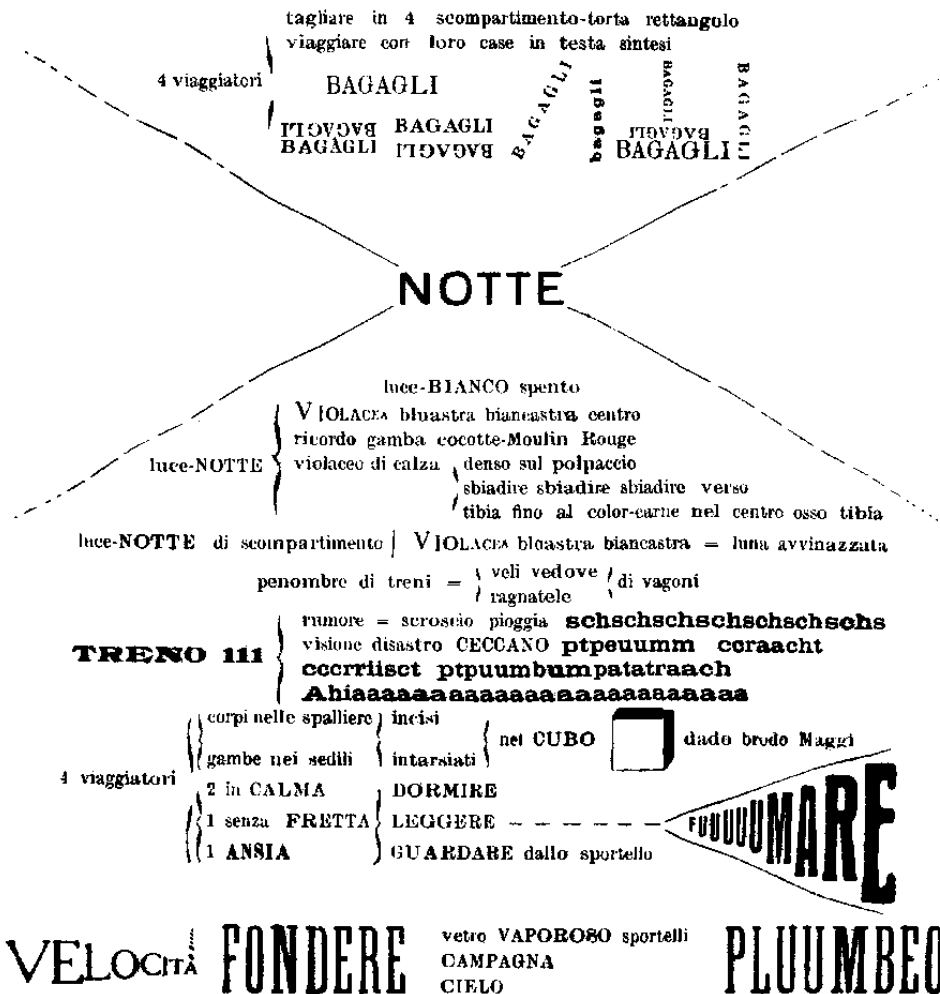 tagliare in 4 scompartimento-torta rettangolo
viaggiare con loro case in testa sintesi
4 viaggiatori
BAGAGLI
BAGAGLI
bagagli
BAGAGLI
BAGAGLI
BAGAGLI
BAGAGLI
BAGAGLI
BAGAGLI
BAGAGLI
BAGAGLI
BAGAGLI
NOTTE
luce-BIANCO spento
VIOLACEA bluastra biancastra centro
ricordo gamba cocotte-Moulin Rouge
luce-NOTTE
violaceo di calza
denso sul polpaccio
sbiadire sbiadire sbiadire verso
tibia fino al color-carne nel centro osso tibia
luce-NOTTE di scompartimento | VIOLACEA bluastra biancastra = luna avvinazzata
penombre di treni =
veli vedove
ragnatele
di vagoni
TRENO 111
rumore = scroscio pioggia schschschschschschschs
visione disastro CECCANO ptpeuumm ccraacht
cccrrriisct ptpuumbumpatatraach
Ahiaaaaaaaaaaaaaaaaaaaaaaaaa
4 viaggiatori
corpi nelle spalliere
incisi
gambe nei sedili
intarsiati
nel CUBO
dado brodo Maggi
2 in CALMA
DORMIRE
1 senza FRETTA
LEGGERE
FUUUUUMARE
1 ANSIA
GUARDARE dallo sportello
VELOCITÀ FONDERE
vetro VAPOROSO sportelli
CAMPAGNA
CIELO
PLUUMBEO